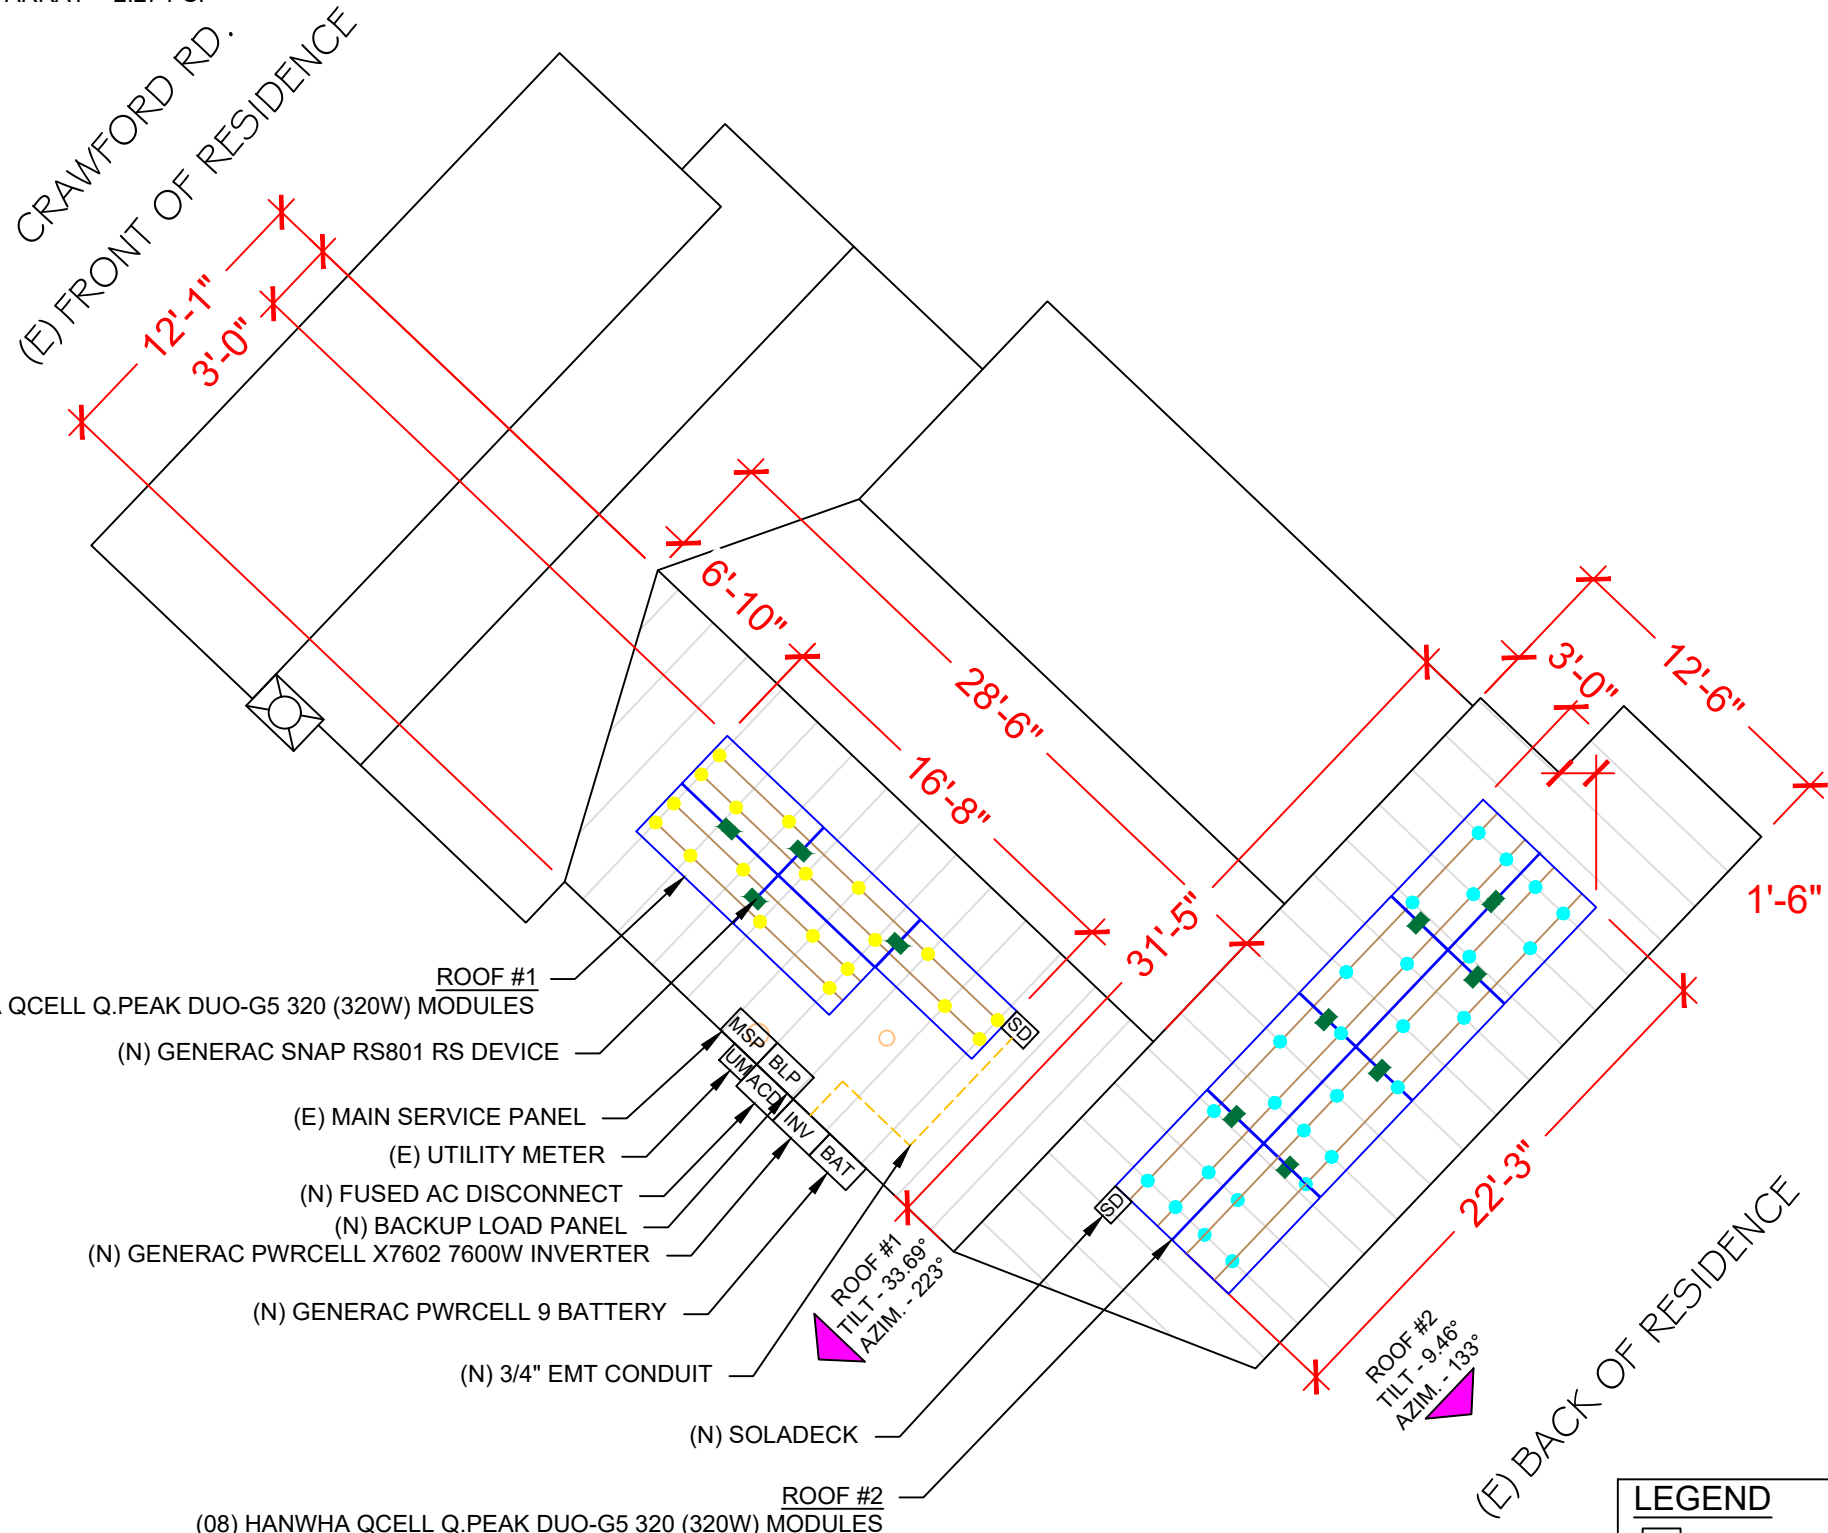 CRAWFORD RD.
(E) FRONT OF RESIDENCE
12'-1"
3'-0"
6'-10"
28'-6"
16'-8"
31'-5"
3'-0"
12'-6"
1'-6"
22'-3"
ROOF #1
QCELL Q.PEAK DUO-G5 320 (320W) MODULES
(N) GENERAC SNAP RS801 RS DEVICE
(E) MAIN SERVICE PANEL
(E) UTILITY METER
(N) FUSED AC DISCONNECT
(N) BACKUP LOAD PANEL
(N) GENERAC PWRCELL X7602 7600W INVERTER
(N) GENERAC PWRCELL 9 BATTERY
(N) 3/4" EMT CONDUIT
(N) SOLADECK
ROOF #2
(08) HANWHA QCELL Q.PEAK DUO-G5 320 (320W) MODULES
MSP
BLP
UM
ACD
INV
BAT
SD
SD
ROOF #1
TILT - 33.69°
AZIM. - 223°
ROOF #2
TILT - 9.46°
AZIM. - 133°
(E) BACK OF RESIDENCE
LEGEND